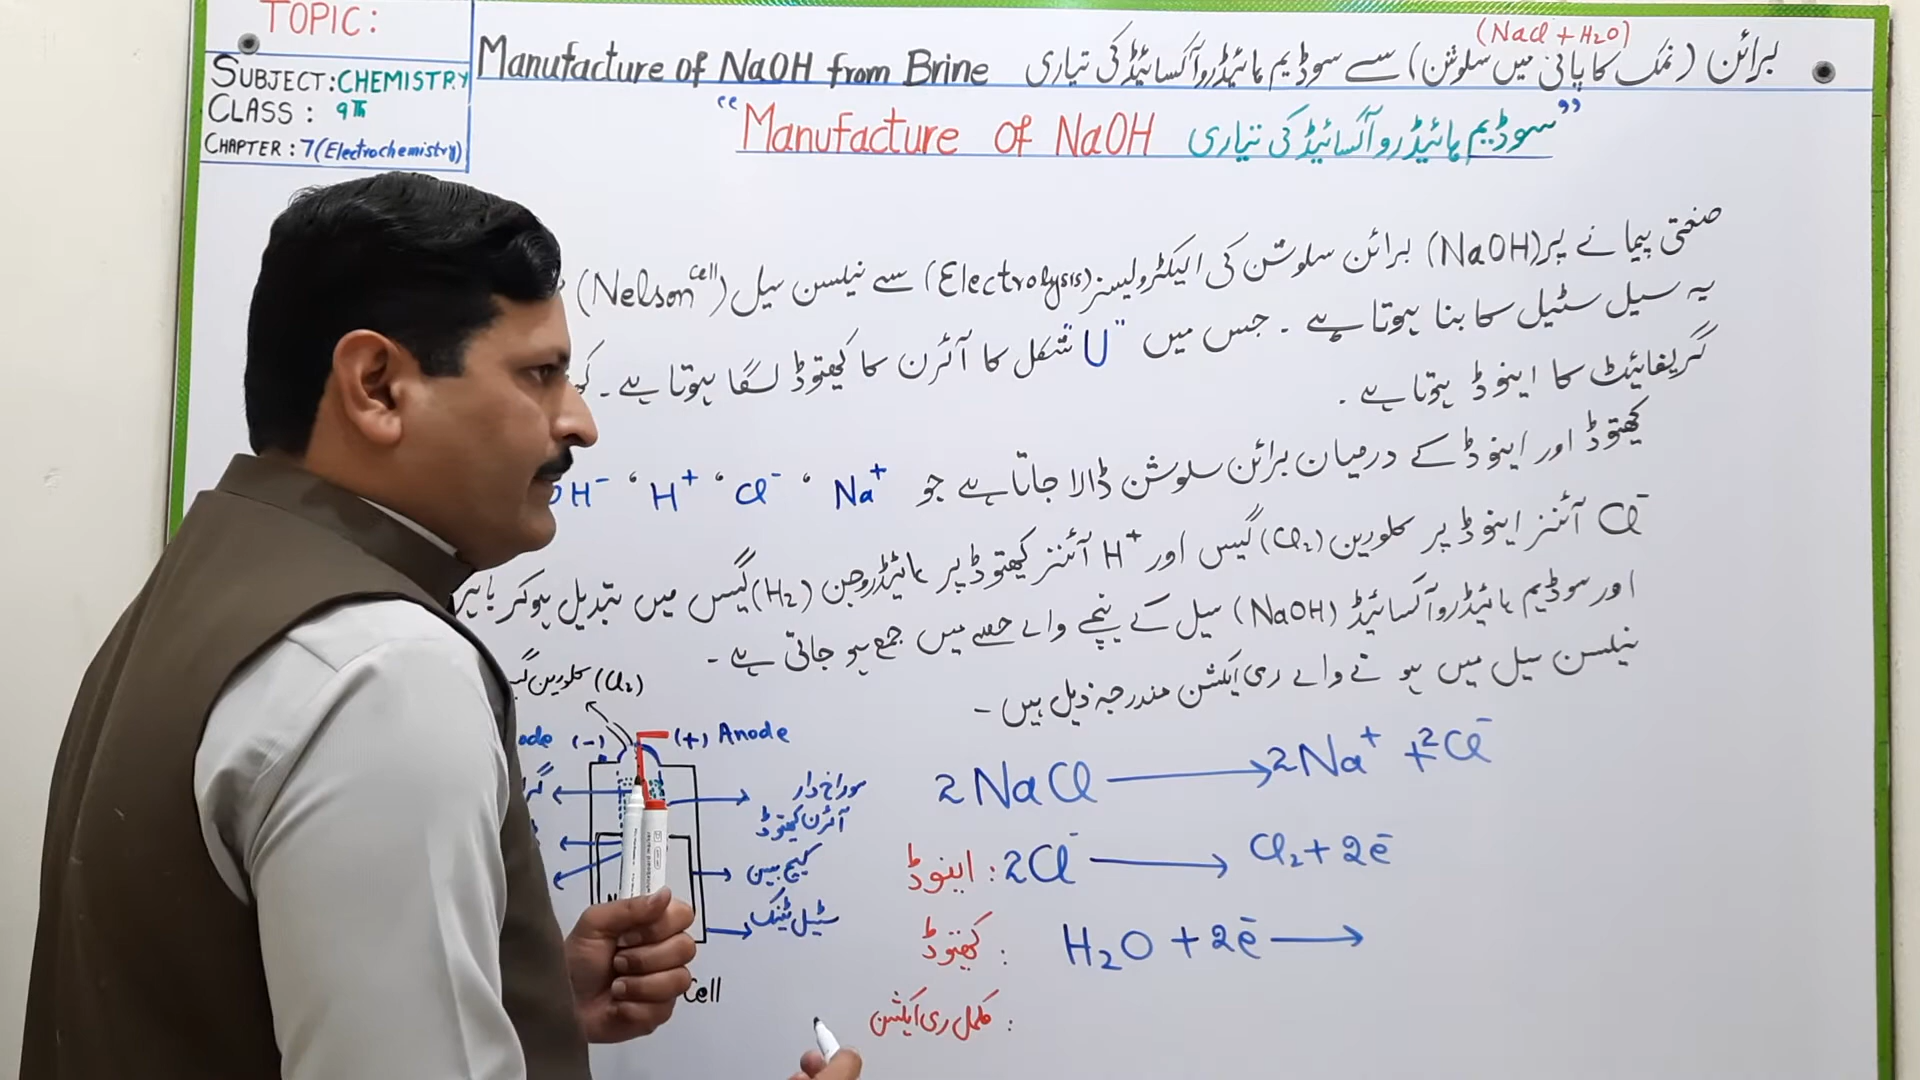 TOPIC:
SUBJECT: CHEMISTRY
CLASS: 9th
CHAPTER: 7 (Electrochemistry)
(NaCl + H2O)
Manufacture of NaOH from Brine برائن (نمک کا پانی میں سلوشن) سے سوڈیم ہائیڈروآکسائیڈ کی تیاری
"Manufacture of NaOH سوڈیم ہائیڈروآکسائیڈ کی تیاری"
صنعتی پیمانے پر (NaOH) برائن سلوشن کی الیکٹرولیسز (Electrolysis) سے نیلسن سیل (Nelson cell)
یہ سیل سٹیل کا بنا ہوتا ہے ۔ جس میں "U" شکل کا آئرن کا کیتھوڈ لگا ہوتا ہے ۔
گریفائیٹ کا اینوڈ ہوتا ہے ۔
کیتھوڈ اور اینوڈ کے درمیان برائن سلوشن ڈالا جاتا ہے جو Na+ ، Cl- ، H+ ، H-
Cl- آئنز اینوڈ پر کلورین (Cl2) گیس اور H+ آئنز کیتھوڈ پر ہائیڈروجن (H2) گیس میں تبدیل ہو کر باہر
اور سوڈیم ہائیڈروآکسائیڈ (NaOH) سیل کے نیچے والے حصے میں جمع ہو جاتی ہے ۔
نیلسن سیل میں ہونے والے ری ایکشن مندرجہ ذیل ہیں ۔
کلورین (Cl2)
ode (-) (+) Anode
سوراخ دار
آئرن کیتھوڈ
کیچ بیسن
سٹیل ٹینک
Cell
2NaCl ⟶ 2Na+ + 2Cl-
اینوڈ : 2Cl- ⟶ Cl2 + 2e-
کیتھوڈ : H2O + 2e- ⟶
مکمل ری ایکشن :